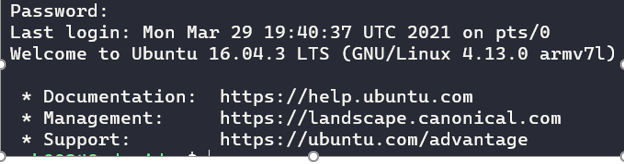 Password:
Last login: Mon Mar 29 19:40:37 UTC 2021 on pts/0
Welcome to Ubuntu 16.04.3 LTS (GNU/Linux 4.13.0 armv7l)
* Documentation: https://help.ubuntu.com
* Management: https://landscape.canonical.com
* Support: https://ubuntu.com/advantage